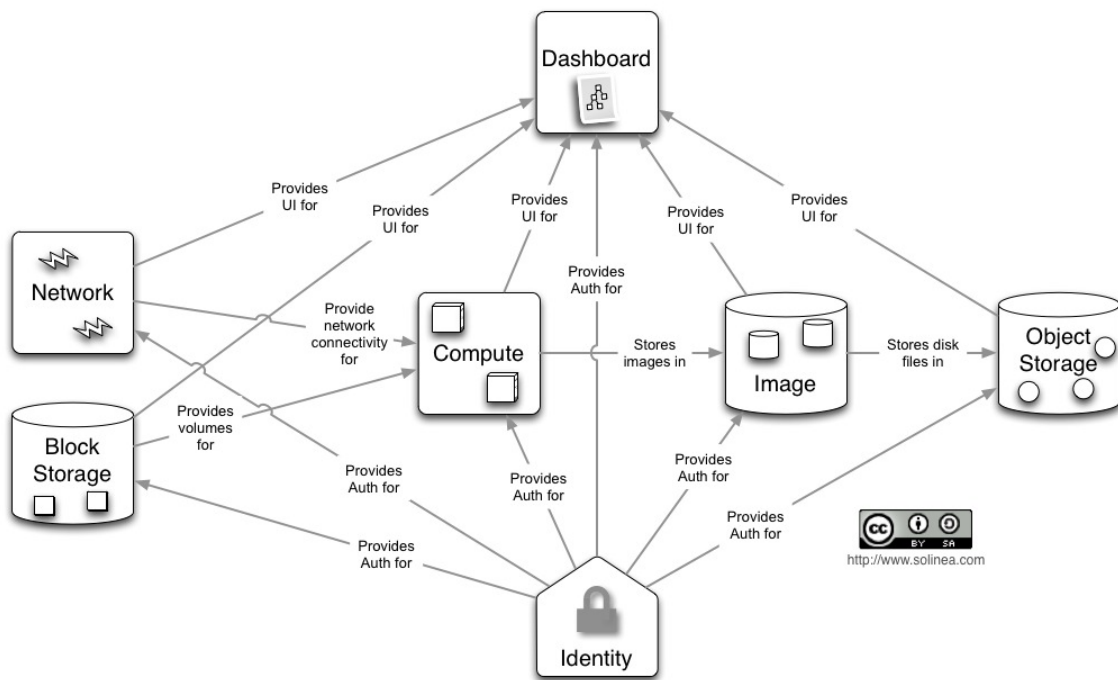 Dashboard
Provides
UI for
Provides
UI for
Provides
UI for
Provides
UI for
Provides
UI for
Provides
Auth for
Network
Provide
network
connectivity
for
Compute
Stores
images in
Image
Stores disk
files in
Object
Storage
Block
Storage
Provides
volumes
for
Provides
Auth for
Provides
Auth for
Provides
Auth for
Provides
Auth for
Provides
Auth for
cc
BY SA
http://www.solinea.com
Identity